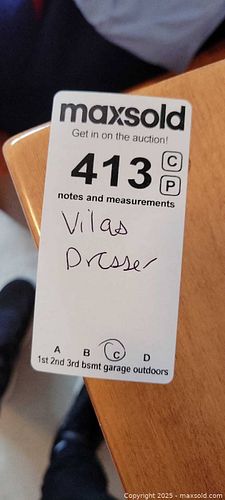 maxsold
Get in on the auction!
413 C
P
notes and measurements
Vilas
Dresser
A B C D
1st 2nd 3rd bsmt garage outdoors
Copyright 2025 - maxsold.com